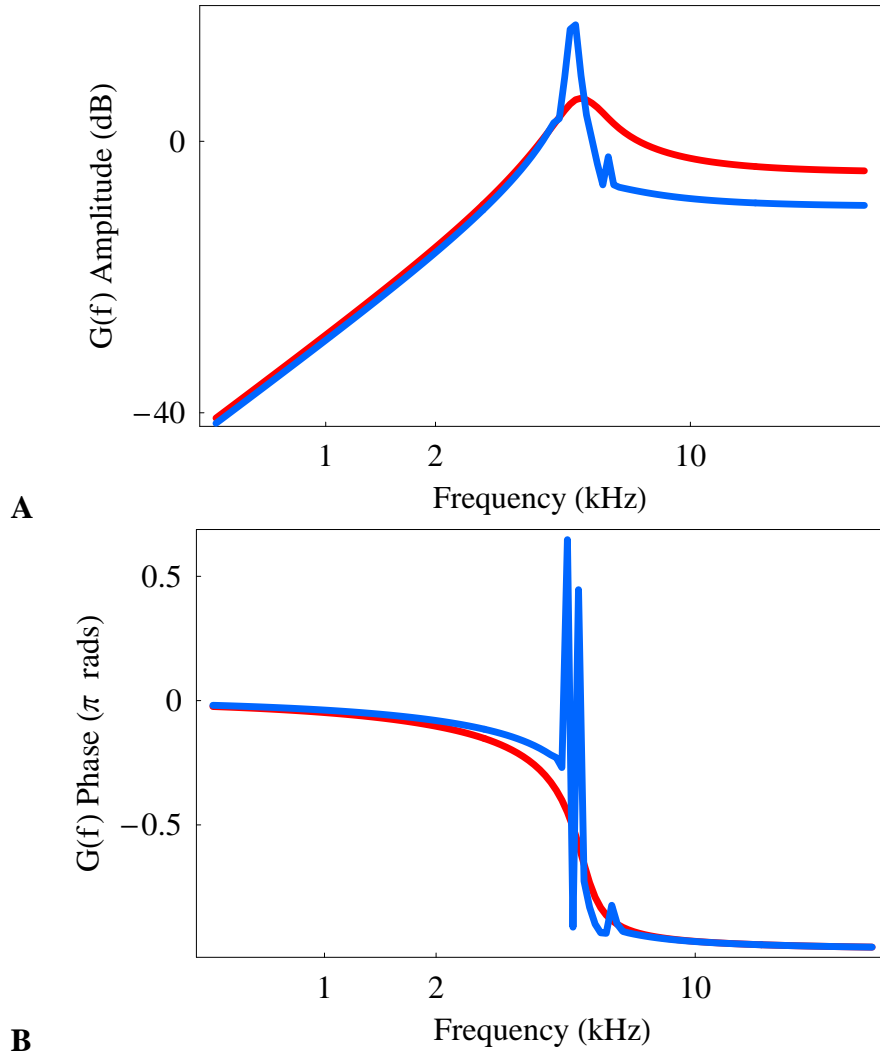 G(f) Amplitude (dB)
0
−40
1 2 10
Frequency (kHz)
A
G(f) Phase (π rads)
0.5
0
−0.5
1 2 10
Frequency (kHz)
B